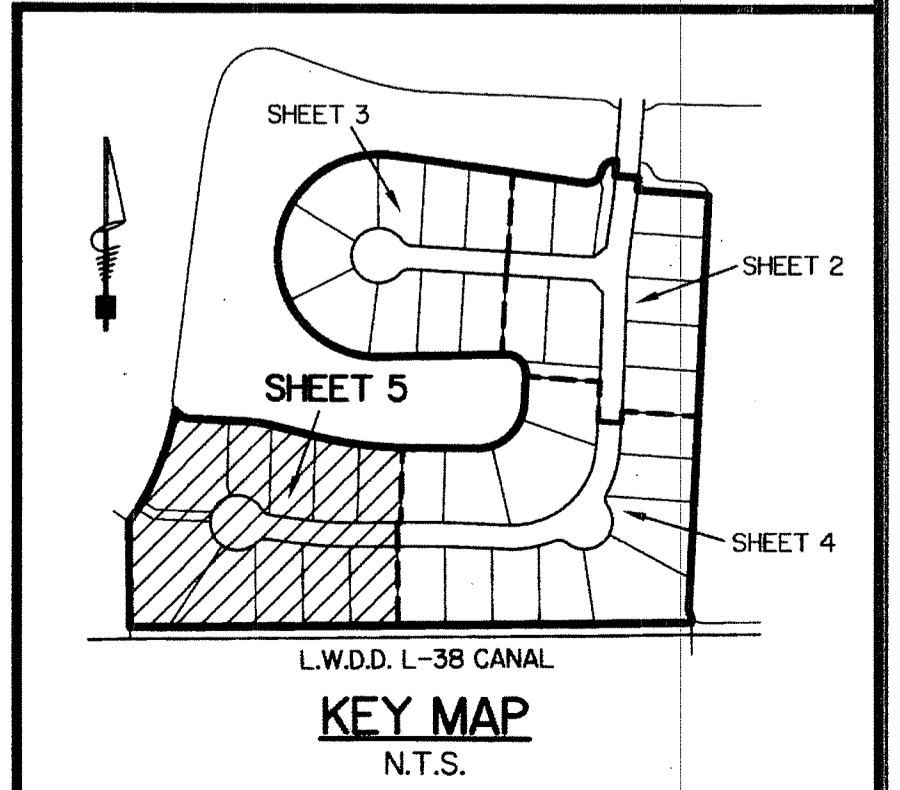 SHEET 3
SHEET 2
SHEET 5
SHEET 4
L.W.D.D. L-38 CANAL
KEY MAP
N.T.S.